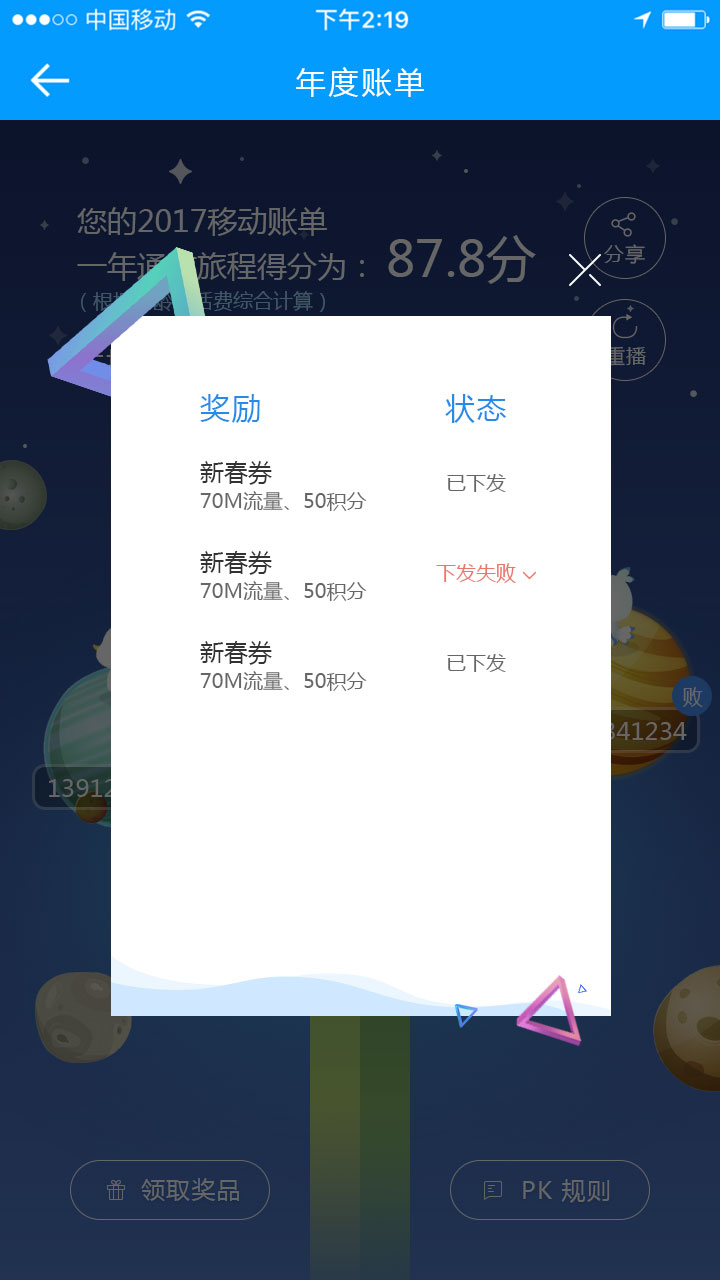 中国移动 下午2:19
年度账单
您的2017移动账单
一年通 旅程得分为：87.8分
分享
（根 龄 话费综合计算）
重播
奖励 状态
新春券
70M流量、50积分 已下发
新春券
70M流量、50积分 下发失败
新春券
70M流量、50积分 已下发
败
341234
13912
领取奖品 PK 规则